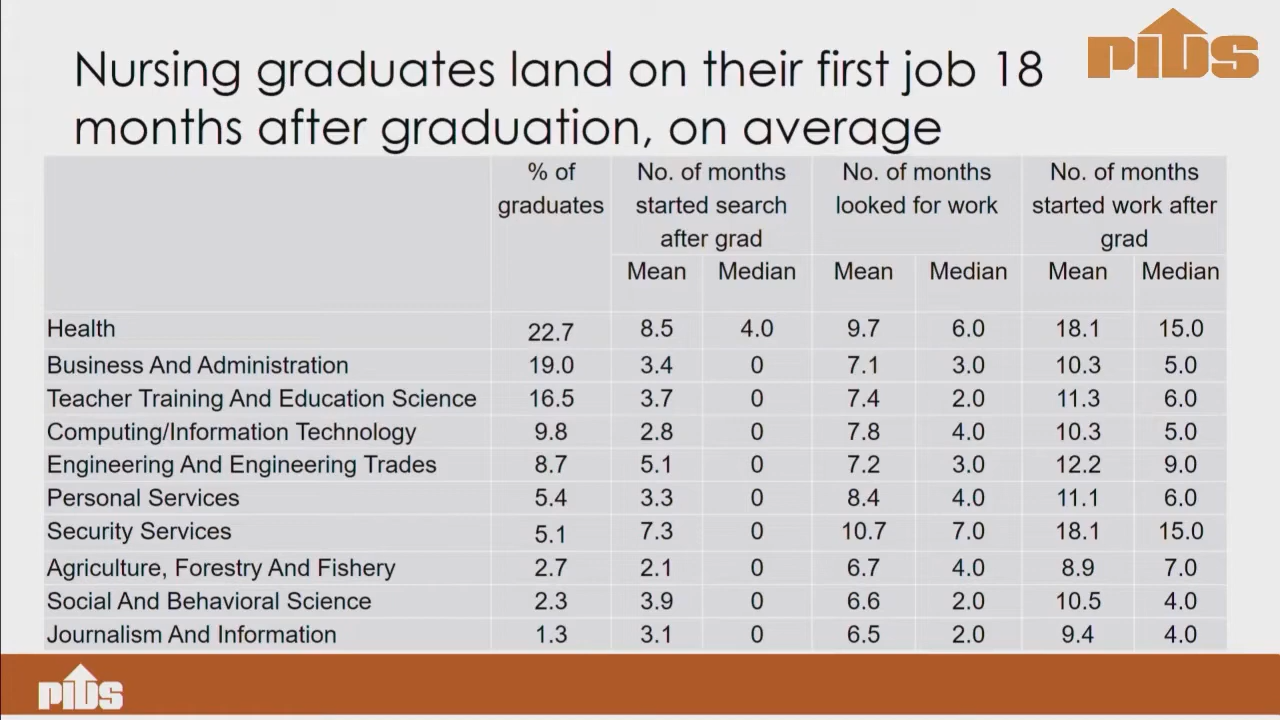 PIDS
Nursing graduates land on their first job 18
months after graduation, on average
% of graduates | No. of months started search after grad | No. of months looked for work | No. of months started work after grad
Mean Median Mean Median Mean Median
Health 22.7 8.5 4.0 9.7 6.0 18.1 15.0
Business And Administration 19.0 3.4 0 7.1 3.0 10.3 5.0
Teacher Training And Education Science 16.5 3.7 0 7.4 2.0 11.3 6.0
Computing/Information Technology 9.8 2.8 0 7.8 4.0 10.3 5.0
Engineering And Engineering Trades 8.7 5.1 0 7.2 3.0 12.2 9.0
Personal Services 5.4 3.3 0 8.4 4.0 11.1 6.0
Security Services 5.1 7.3 0 10.7 7.0 18.1 15.0
Agriculture, Forestry And Fishery 2.7 2.1 0 6.7 4.0 8.9 7.0
Social And Behavioral Science 2.3 3.9 0 6.6 2.0 10.5 4.0
Journalism And Information 1.3 3.1 0 6.5 2.0 9.4 4.0
PIDS